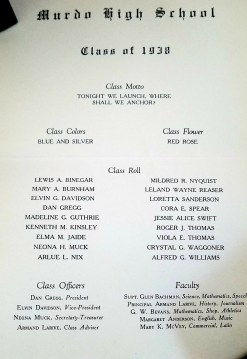 Murdo High School
Class of 1938
Class Motto
TONIGHT WE LAUNCH, WHERE
SHALL WE ANCHOR?
Class Colors
BLUE AND SILVER
Class Flower
RED ROSE
Class Roll
LEWIS A. BINEGAR
MARY A. BURNHAM
ELVIN G. DAVIDSON
DAN GREGG
MADELINE G. GUTHRIE
KENNETH M. KINSLEY
ELMA M. JAIDE
NEONA H. MUCK
ARLUE L. NIX
MILDRED R. NYQUIST
LELAND WAYNE REASER
LORETTA SANDERSON
CORA E. SPEAR
JESSIE ALICE SWIFT
ROGER J. THOMAS
VIOLA E. THOMAS
CRYSTAL G. WAGGONER
ALFRED G. WILLIAMS
Class Officers
DAN GREGG, President
ELWIN DAVIDSON, Vice-President
NEONA MUCK, Secretary-Treasurer
ARMAND LARIVE, Class Adviser
Faculty
SUPT. GLEN BACHMAN, Science, Mathematics, Speech
PRINCIPAL ARMAND LARIVE, History, Journalism
G. W. BEVANS, Mathematics, Shop, Athletics
MARGARET ANDERSON, English, Music
MARY K. MCVEY, Commercial, Latin